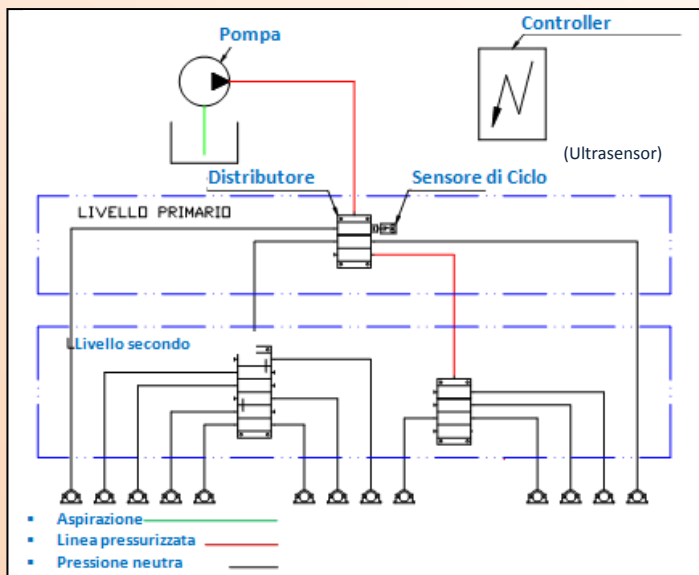 Controller
Pompa
(Ultrasensor)
Distributore
Sensore di Ciclo
LIVELLO PRIMARIO
LLivello secondo
▪ Aspirazione
▪ Linea pressurizzata
▪ Pressione neutra